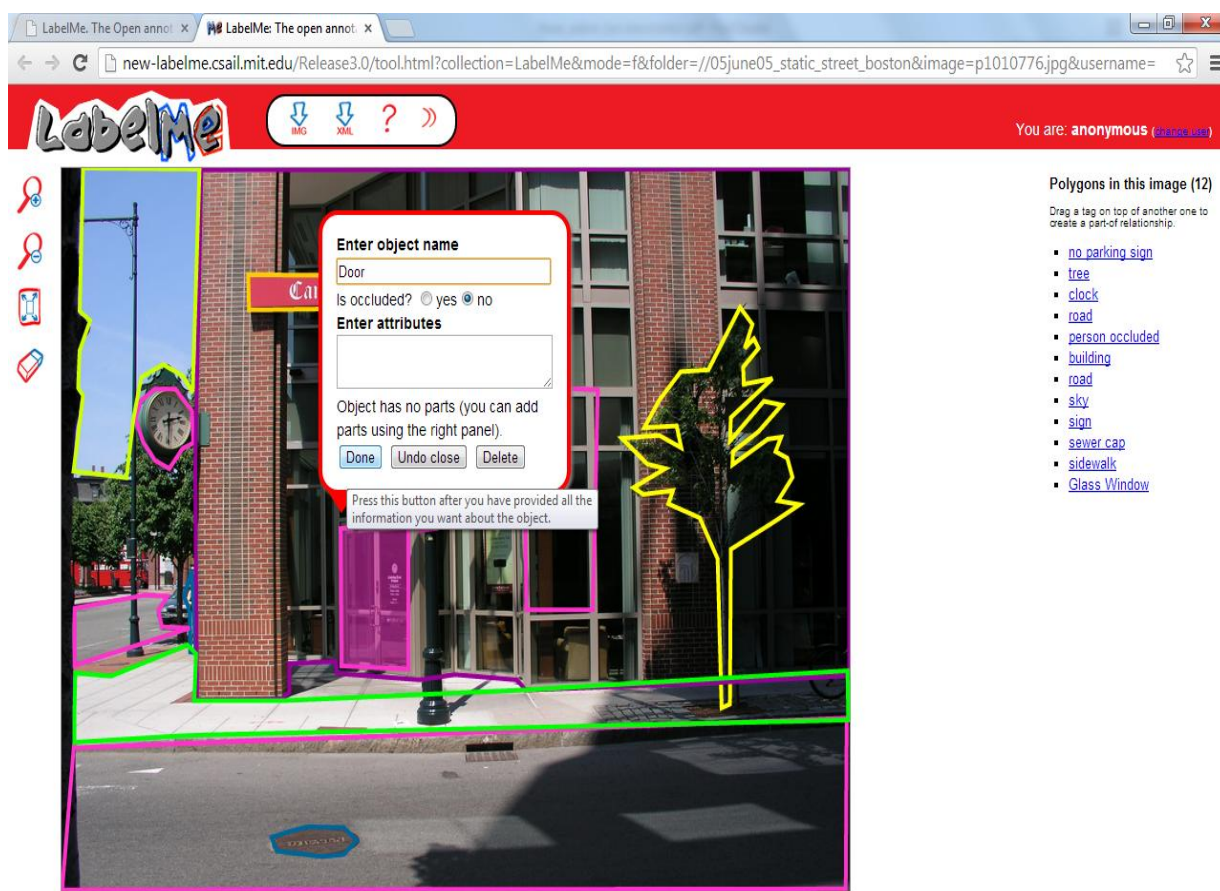 LabelMe. The Open annot
LabelMe: The open annot
new-labelme.csail.mit.edu/Release3.0/tool.html?collection=LabelMe&mode=f&folder=//05june05_static_street_boston&image=p1010776.jpg&username=
LabelMe
IMG
XML
?
You are: anonymous (change user)
Polygons in this image (12)
Drag a tag on top of another one to
create a part-of relationship.
no parking sign
tree
clock
road
person occluded
building
road
sky
sign
sewer cap
sidewalk
Glass Window
Enter object name
Door
Is occluded? yes no
Enter attributes
Object has no parts (you can add
parts using the right panel).
Done Undo close Delete
Press this button after you have provided all the
information you want about the object.